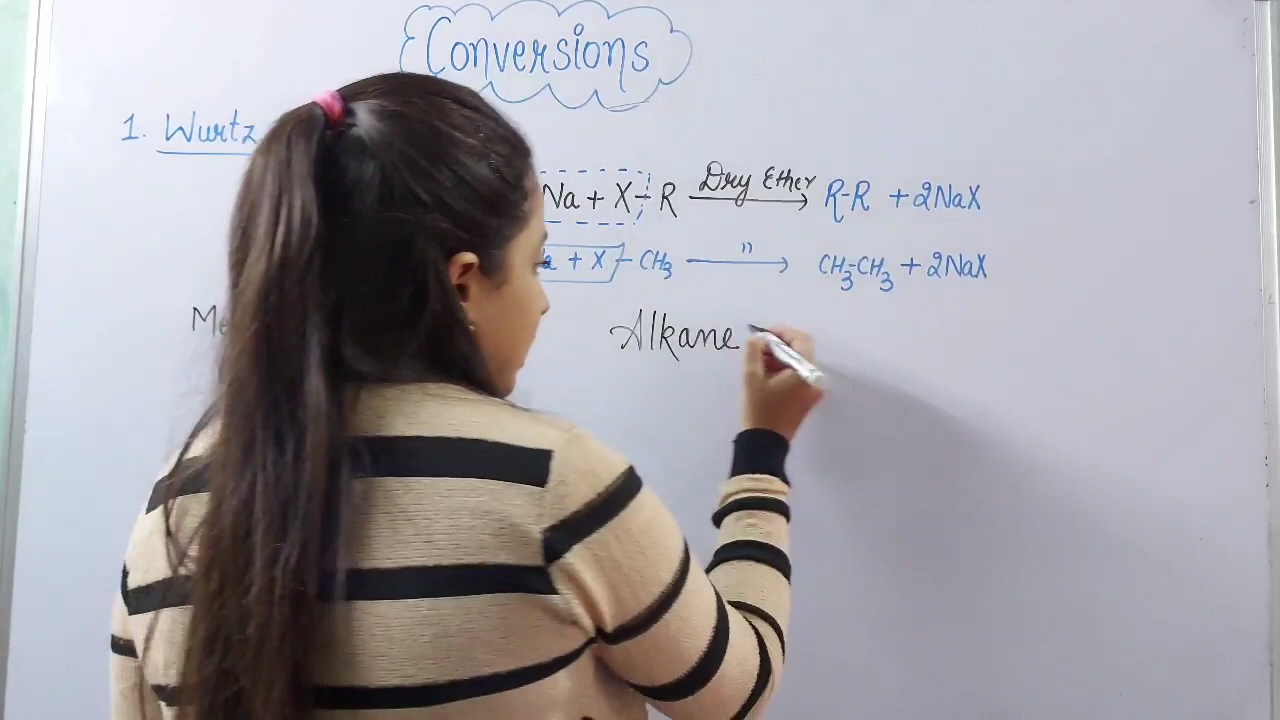 Conversions
1. Wurtz
Na + X - R Dry Ether R-R + 2NaX
+ X - CH3 " CH3-CH3 + 2NaX
Alkane